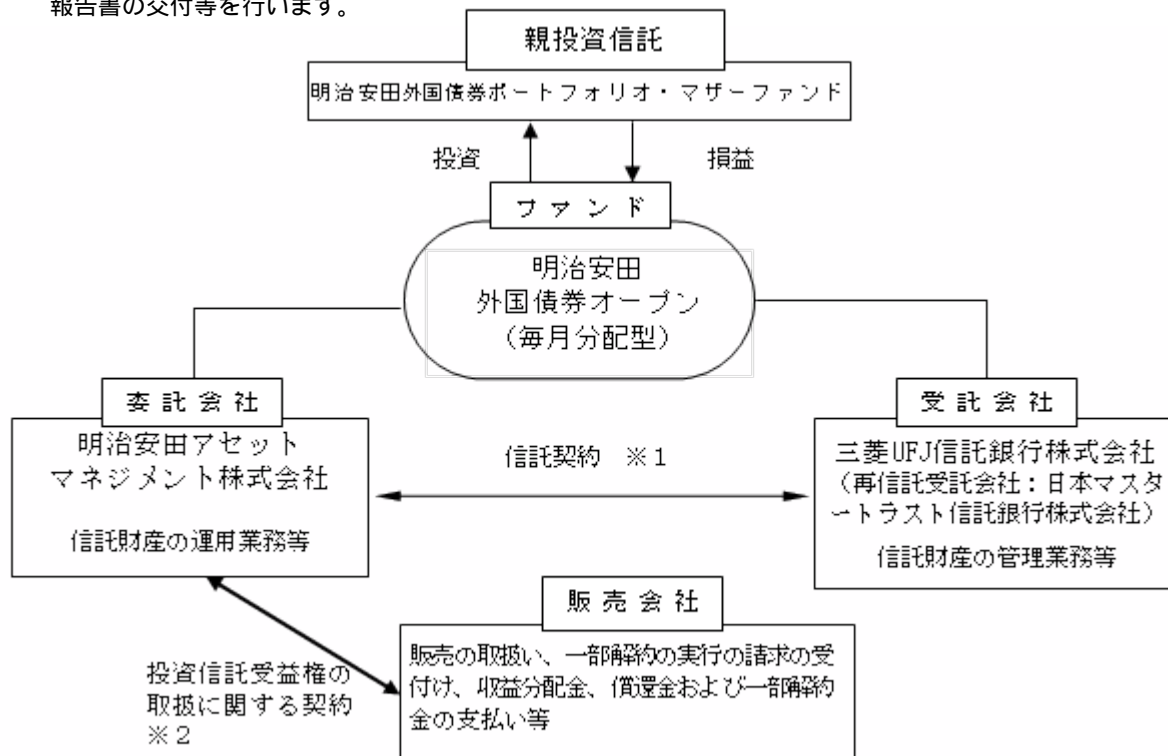 報告書の交付等を行います。
親投資信託
明治安田外国債券ポートフォリオ・マザーファンド
投資
損益
ファンド
明治安田
外国債券オープン
（毎月分配型）
委託会社
明治安田アセット
マネジメント株式会社
信託財産の運用業務等
信託契約　※１
受託会社
三菱UFJ信託銀行株式会社
（再信託受託会社：日本マスタ
ートラスト信託銀行株式会社）
信託財産の管理業務等
販売会社
販売の取扱い、一部解約の実行の請求の受
付け、収益分配金、償還金および一部解約
金の支払い等
投資信託受益権の
取扱に関する契約
※２